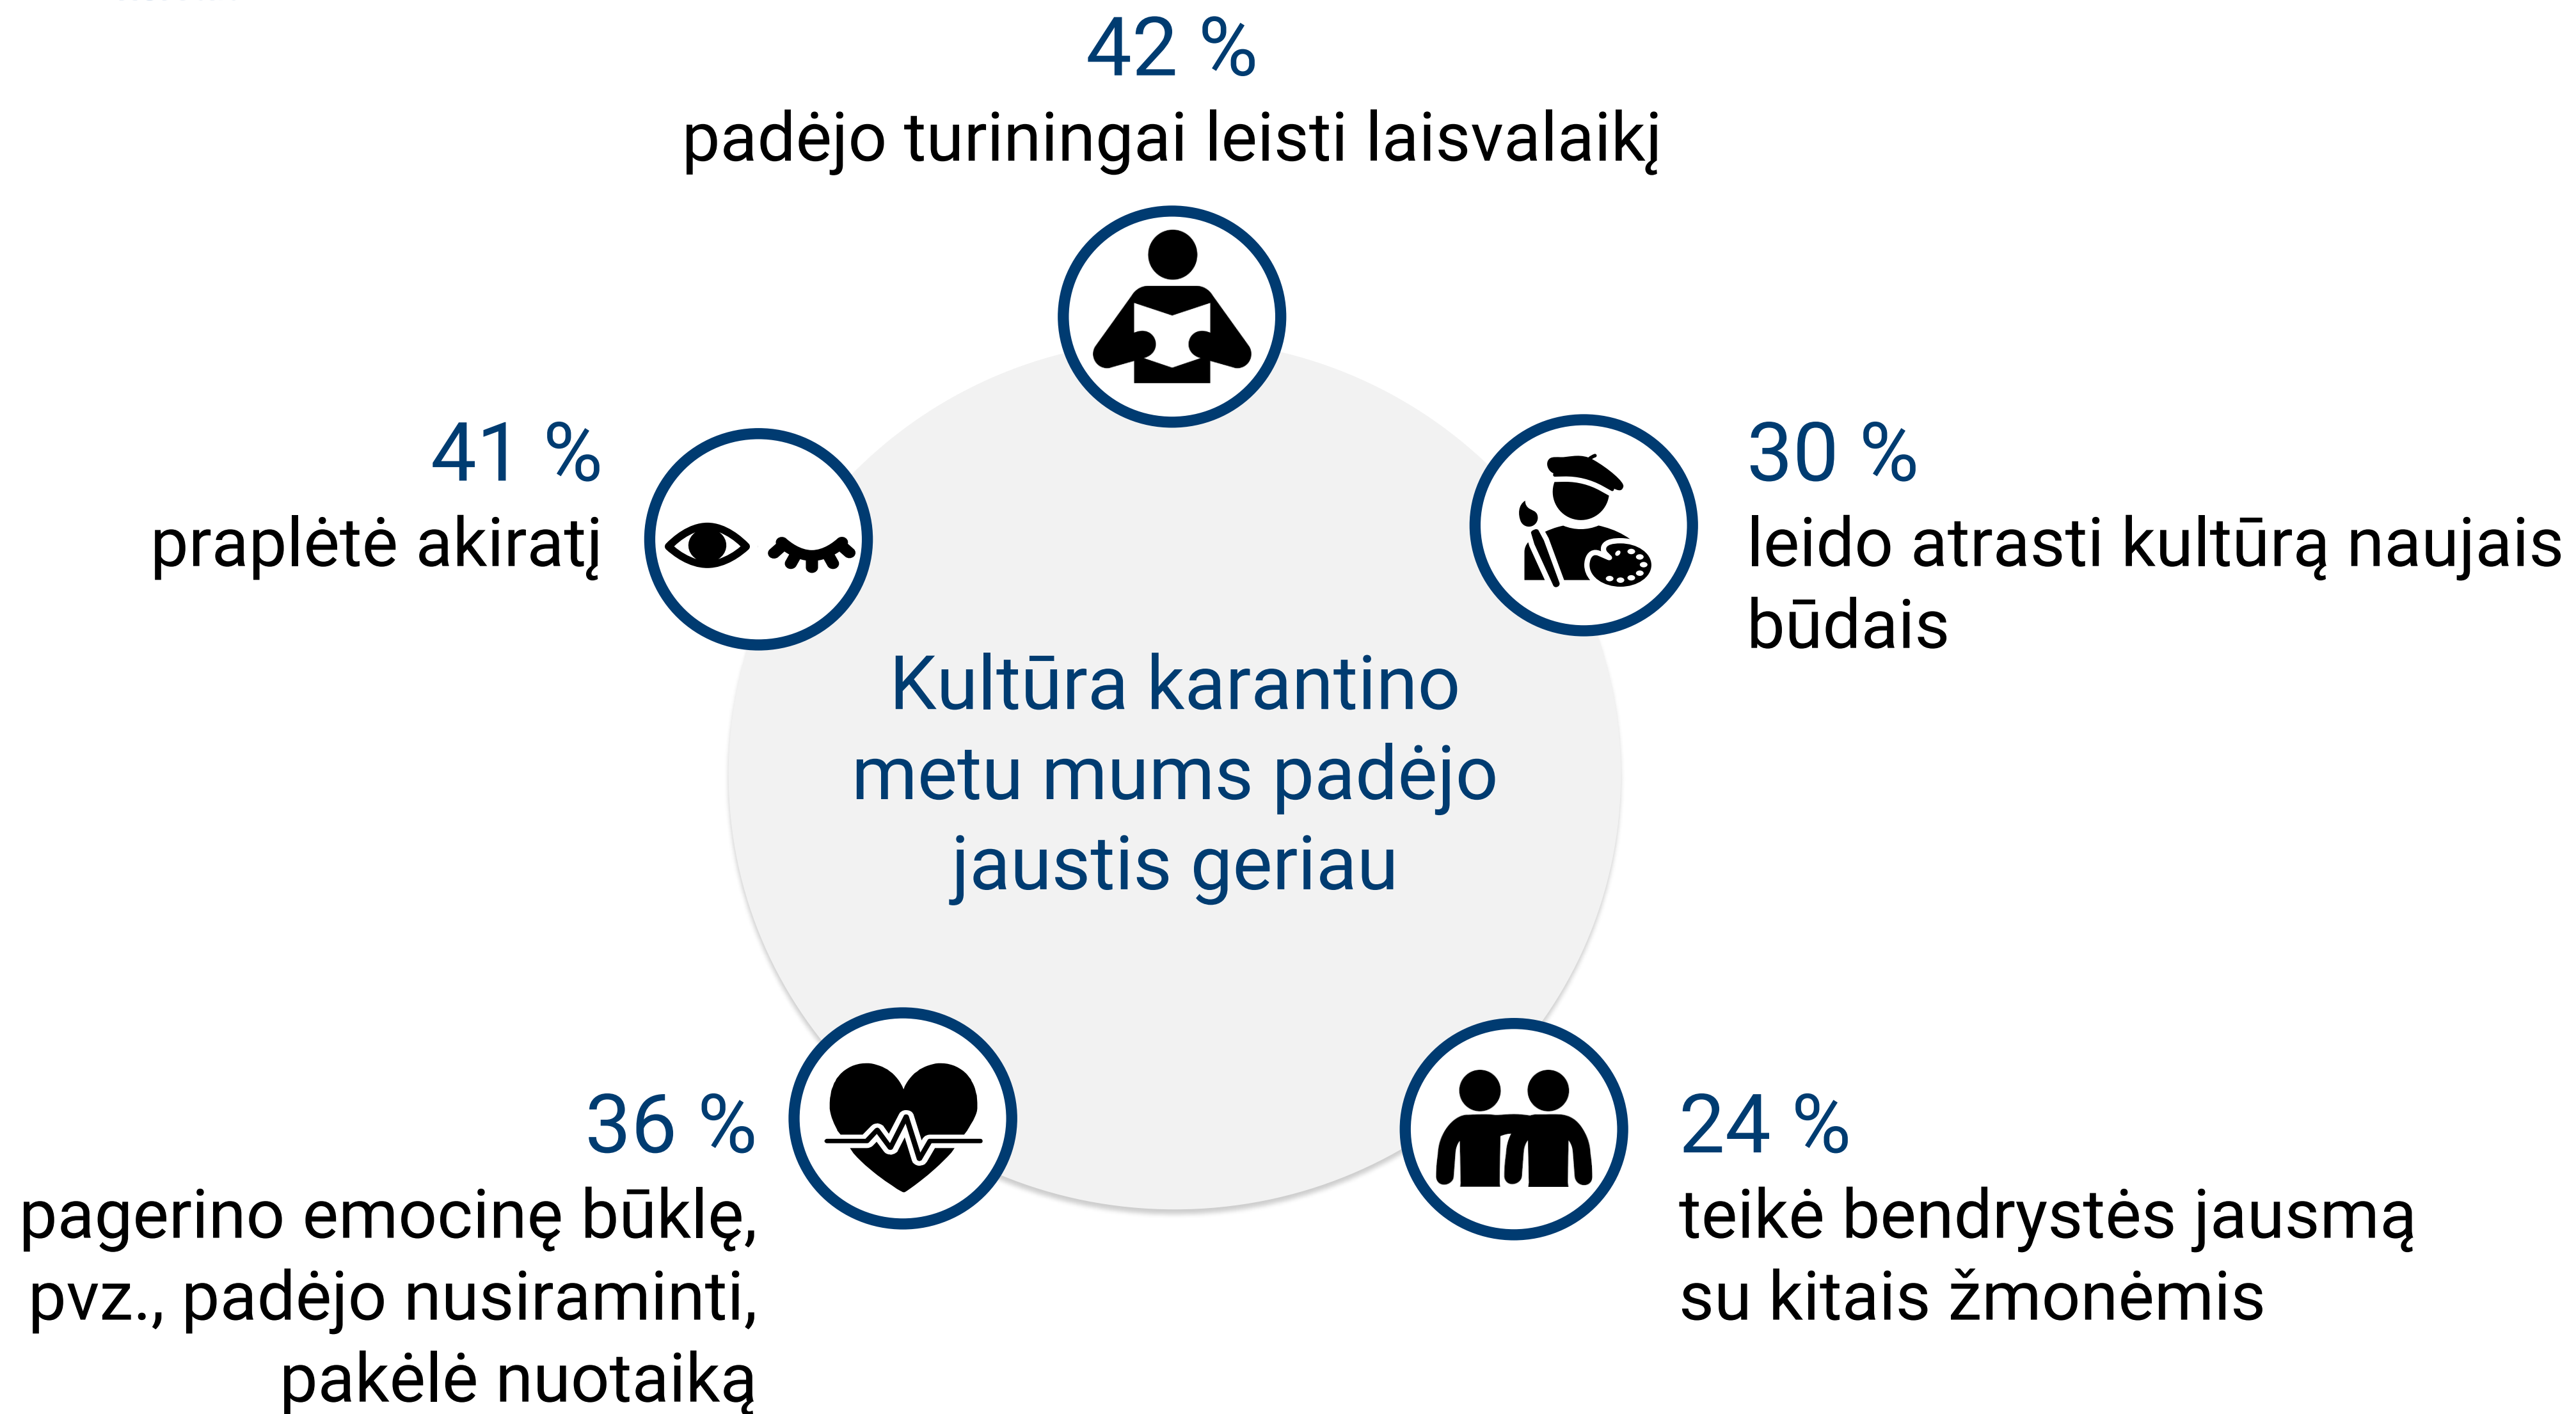 42 %
padėjo turiningai leisti laisvalaikį
41 %
praplėtė akiratį
30 %
leido atrasti kultūrą naujais
būdais
Kultūra karantino
metu mums padėjo
jaustis geriau
36 %
pagerino emocinę būklę,
pvz., padėjo nusiraminti,
pakėlė nuotaiką
24 %
teikė bendrystės jausmą
su kitais žmonėmis